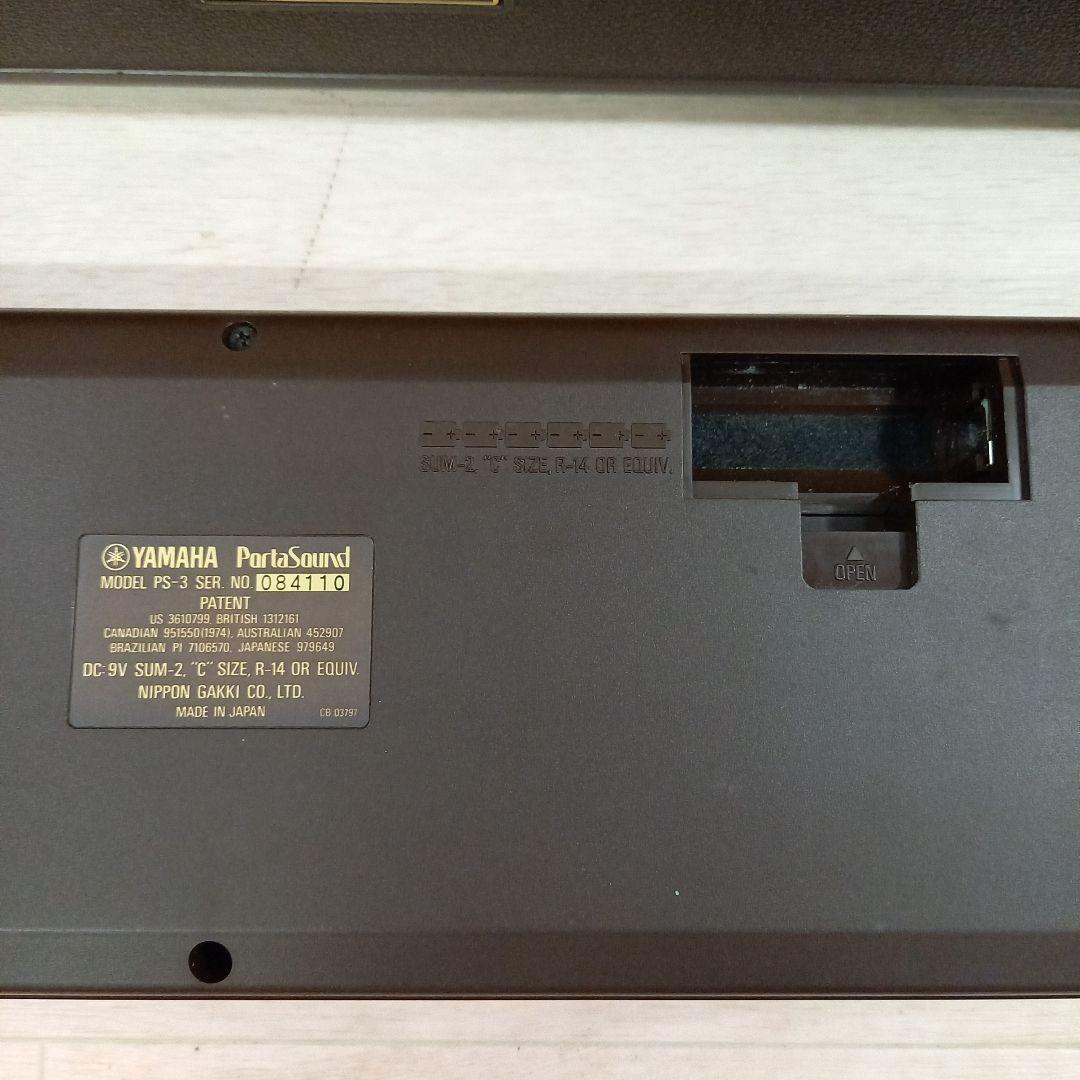 SUM-2, "C" SIZE, R-14 OR EQUIV.
OPEN
YAMAHA PortaSound
MODEL PS-3 SER. NO. 084110
PATENT
US 3610799, BRITISH 1312161
CANADIAN 951550(1974), AUSTRALIAN 452907
BRAZILIAN PI 7106570, JAPANESE 979649
DC-9V SUM-2, "C" SIZE, R-14 OR EQUIV.
NIPPON GAKKI CO., LTD.
MADE IN JAPAN CB 03797